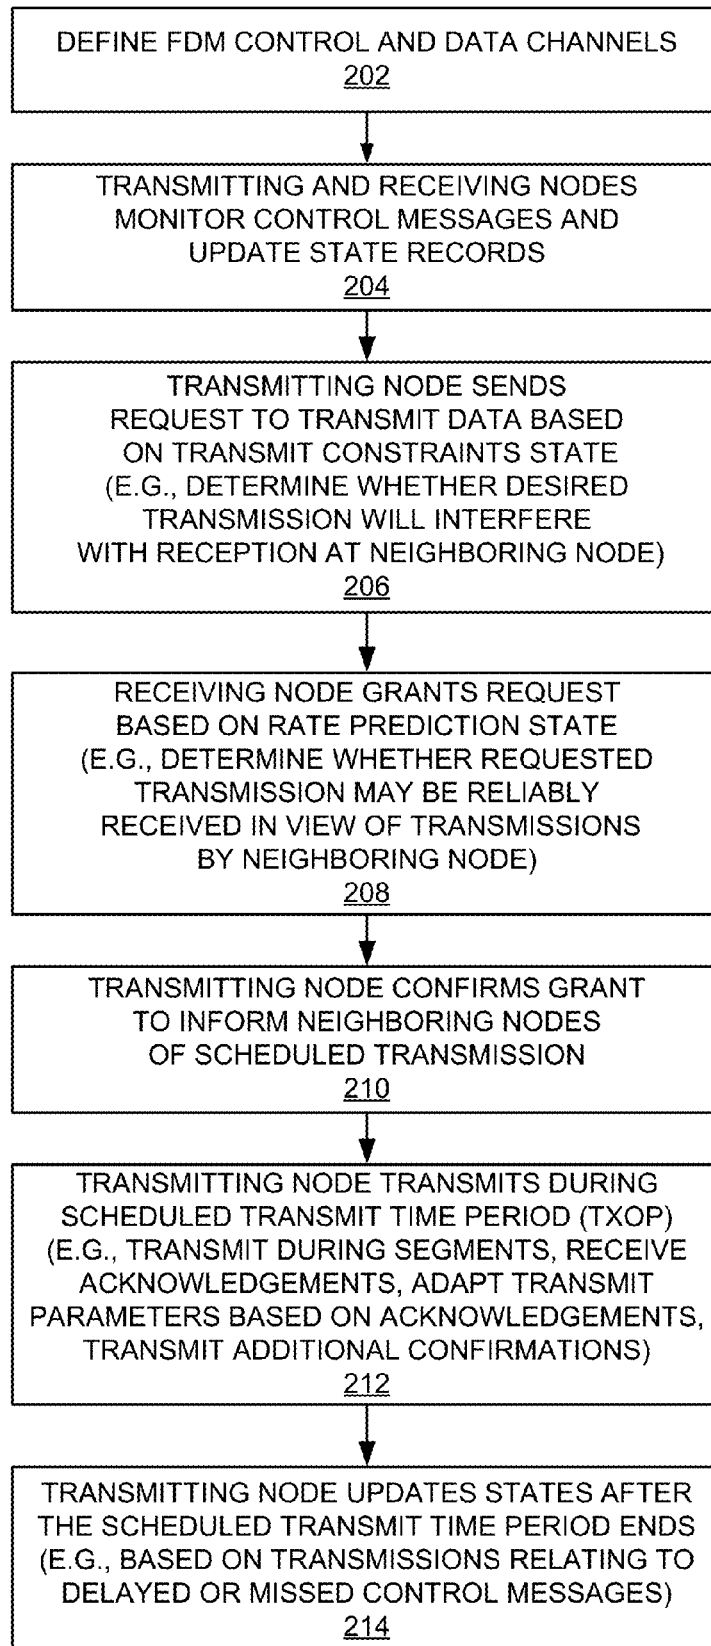 DEFINE FDM CONTROL AND DATA CHANNELS
202
TRANSMITTING AND RECEIVING NODES
MONITOR CONTROL MESSAGES AND
UPDATE STATE RECORDS
204
TRANSMITTING NODE SENDS
REQUEST TO TRANSMIT DATA BASED
ON TRANSMIT CONSTRAINTS STATE
(E.G., DETERMINE WHETHER DESIRED
TRANSMISSION WILL INTERFERE
WITH RECEPTION AT NEIGHBORING NODE)
206
RECEIVING NODE GRANTS REQUEST
BASED ON RATE PREDICTION STATE
(E.G., DETERMINE WHETHER REQUESTED
TRANSMISSION MAY BE RELIABLY
RECEIVED IN VIEW OF TRANSMISSIONS
BY NEIGHBORING NODE)
208
TRANSMITTING NODE CONFIRMS GRANT
TO INFORM NEIGHBORING NODES
OF SCHEDULED TRANSMISSION
210
TRANSMITTING NODE TRANSMITS DURING
SCHEDULED TRANSMIT TIME PERIOD (TXOP)
(E.G., TRANSMIT DURING SEGMENTS, RECEIVE
ACKNOWLEDGEMENTS, ADAPT TRANSMIT
PARAMETERS BASED ON ACKNOWLEDGEMENTS,
TRANSMIT ADDITIONAL CONFIRMATIONS)
212
TRANSMITTING NODE UPDATES STATES AFTER
THE SCHEDULED TRANSMIT TIME PERIOD ENDS
(E.G., BASED ON TRANSMISSIONS RELATING TO
DELAYED OR MISSED CONTROL MESSAGES)
214